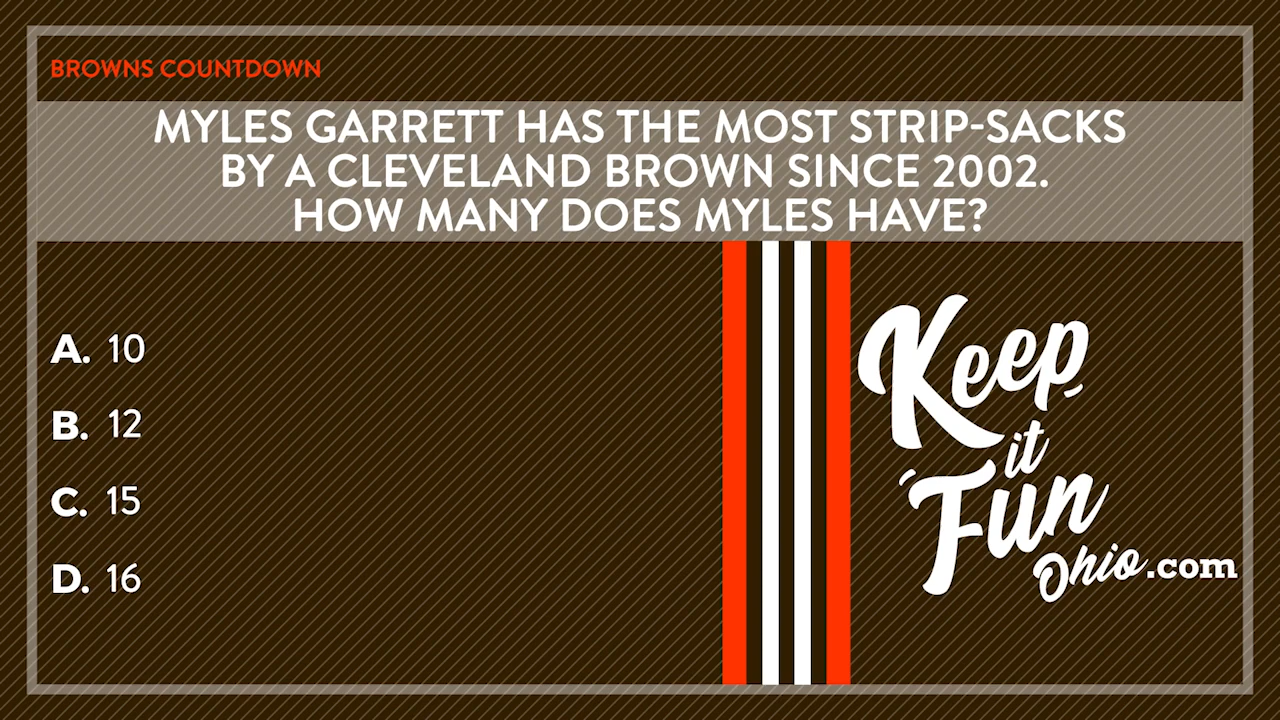 BROWNS COUNTDOWN
MYLES GARRETT HAS THE MOST STRIP-SACKS
BY A CLEVELAND BROWN SINCE 2002.
HOW MANY DOES MYLES HAVE?
A. 10
B. 12
C. 15
D. 16
Keep
it
Fun
Ohio.com